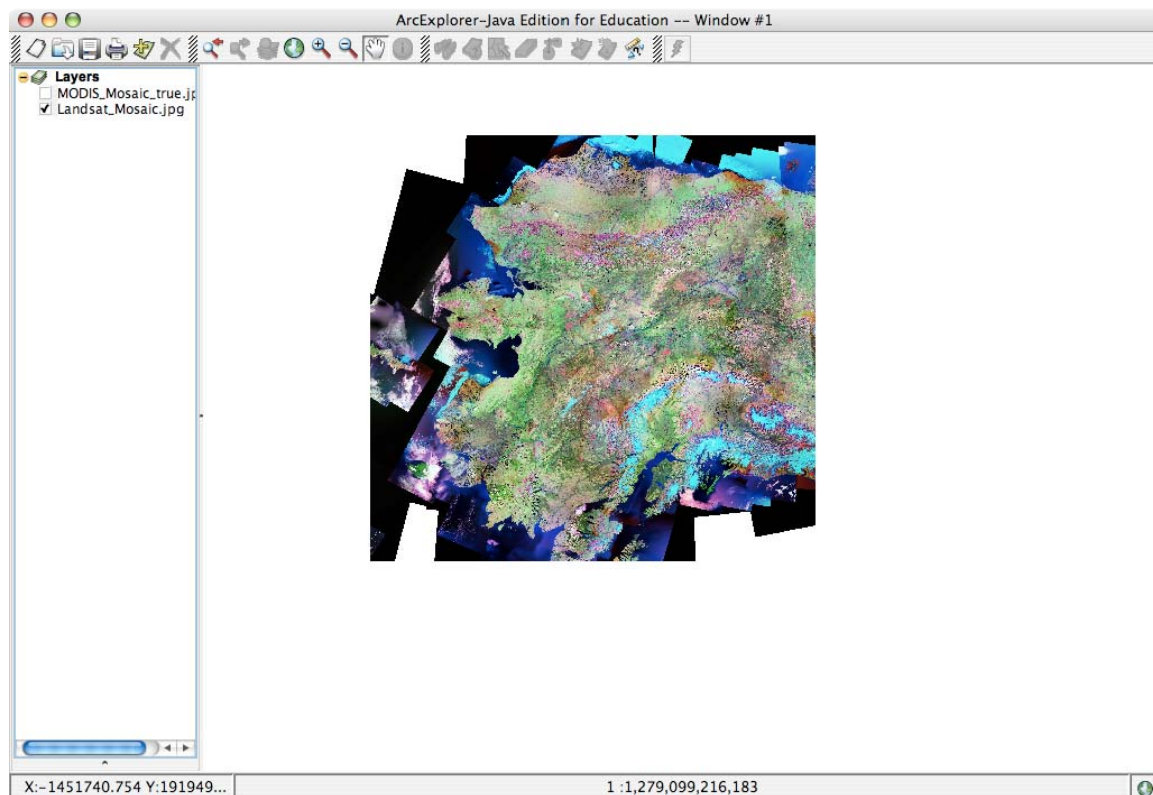 ArcExplorer-Java Edition for Education -- Window #1
Layers
MODIS_Mosaic_true.jp
Landsat_Mosaic.jpg
X:-1451740.754 Y:191949...
1 :1,279,099,216,183